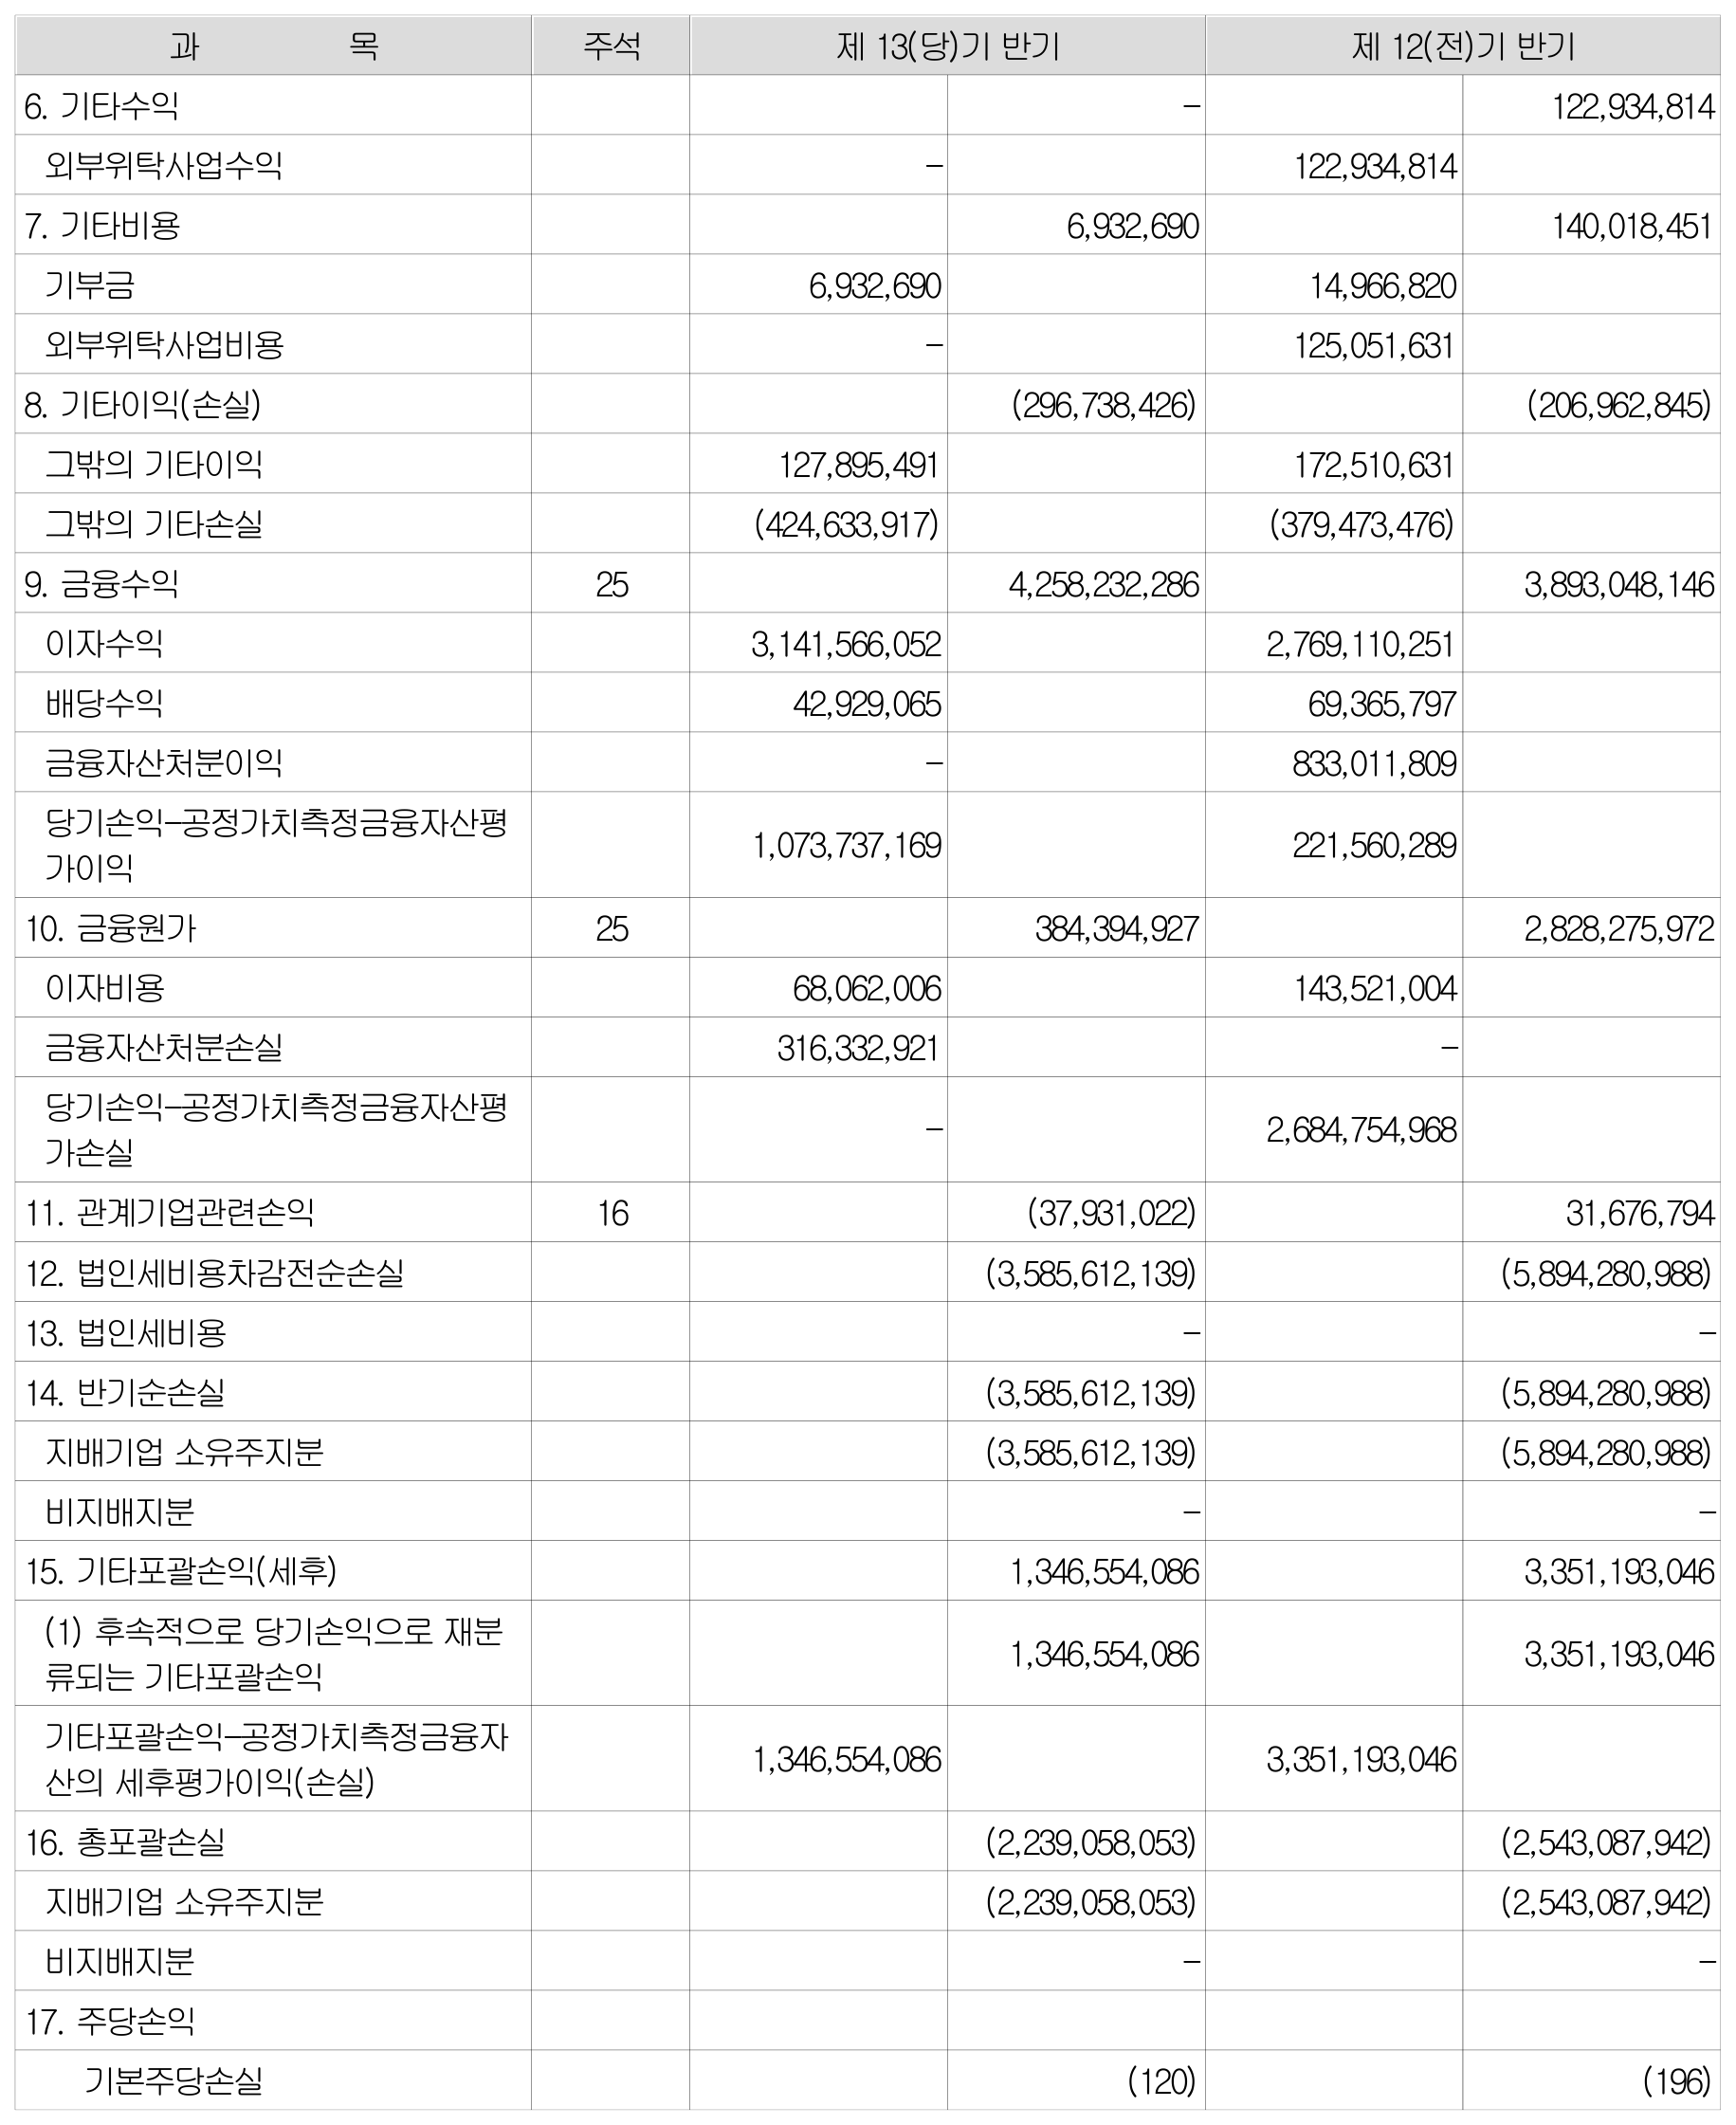 과 목 주석 제 13(당)기 반기 제 12(전)기 반기
6. 기타수익 – 122,934,814
외부위탁사업수익 – 122,934,814
7. 기타비용 6,932,690 140,018,451
기부금 6,932,690 14,966,820
외부위탁사업비용 – 125,051,631
8. 기타이익(손실) (296,738,426) (206,962,845)
그밖의 기타이익 127,895,491 172,510,631
그밖의 기타손실 (424,633,917) (379,473,476)
9. 금융수익 25 4,258,232,286 3,893,048,146
이자수익 3,141,566,052 2,769,110,251
배당수익 42,929,065 69,365,797
금융자산처분이익 – 833,011,809
당기손익–공정가치측정금융자산평
가이익 1,073,737,169 221,560,289
10. 금융원가 25 384,394,927 2,828,275,972
이자비용 68,062,006 143,521,004
금융자산처분손실 316,332,921 –
당기손익–공정가치측정금융자산평
가손실 – 2,684,754,968
11. 관계기업관련손익 16 (37,931,022) 31,676,794
12. 법인세비용차감전순손실 (3,585,612,139) (5,894,280,988)
13. 법인세비용 – –
14. 반기순손실 (3,585,612,139) (5,894,280,988)
지배기업 소유주지분 (3,585,612,139) (5,894,280,988)
비지배지분 – –
15. 기타포괄손익(세후) 1,346,554,086 3,351,193,046
(1) 후속적으로 당기손익으로 재분
류되는 기타포괄손익 1,346,554,086 3,351,193,046
기타포괄손익–공정가치측정금융자
산의 세후평가이익(손실) 1,346,554,086 3,351,193,046
16. 총포괄손실 (2,239,058,053) (2,543,087,942)
지배기업 소유주지분 (2,239,058,053) (2,543,087,942)
비지배지분 – –
17. 주당손익
기본주당손실 (120) (196)